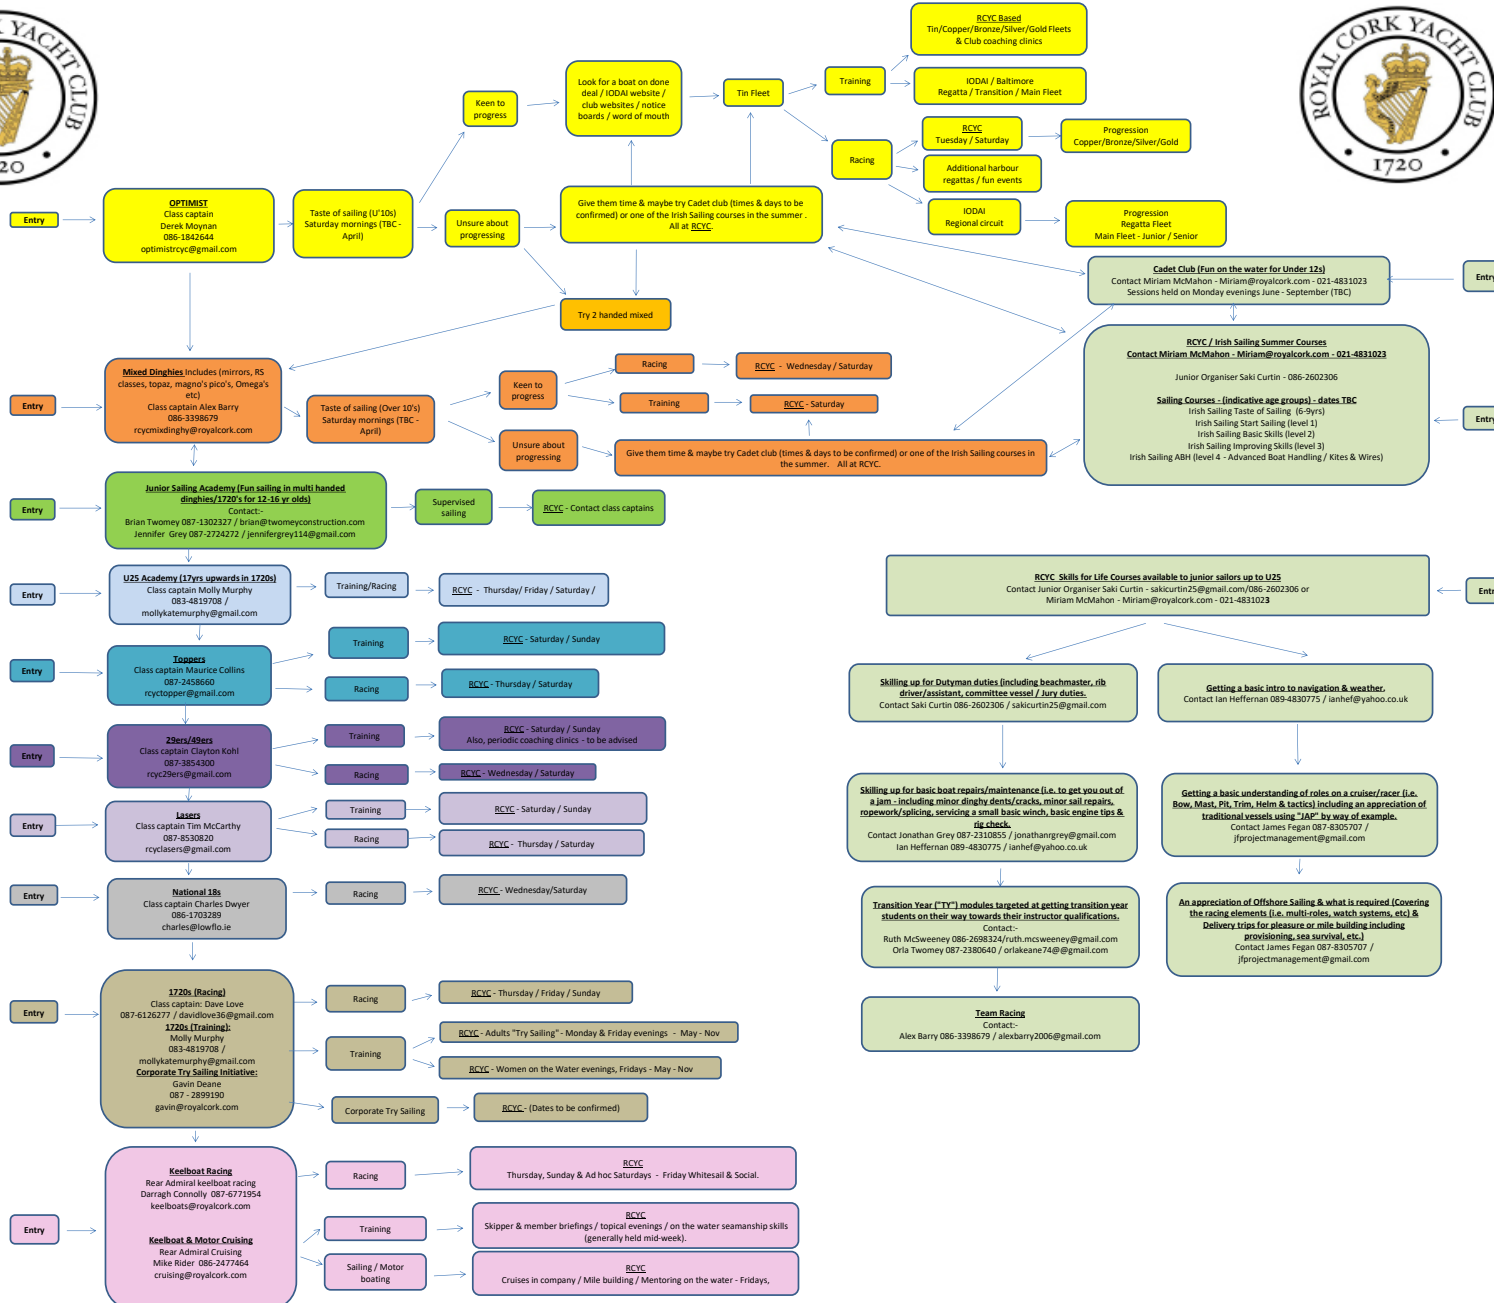 YACHT CLUB
20
ROYAL CORK YACHT CLUB
• 1720 •
RCYC Based
Tin/Copper/Bronze/Silver/Gold Fleets
& Club coaching clinics
Look for a boat on done
deal / IODAI website /
club websites / notice
boards / word of mouth
Keen to
progress
Tin Fleet
Training
IODAI / Baltimore
Regatta / Transition / Main Fleet
RCYC
Tuesday / Saturday
Progression
Copper/Bronze/Silver/Gold
Racing
Additional harbour
regattas / fun events
IODAI
Regional circuit
Progression
Regatta Fleet
Main Fleet - Junior / Senior
Entry
OPTIMIST
Class captain
Derek Moynan
086-1842644
optimistrcyc@gmail.com
Taste of sailing (U'10s)
Saturday mornings (TBC -
April)
Unsure about
progressing
Give them time & maybe try Cadet club (times & days to be
confirmed) or one of the Irish Sailing courses in the summer .
All at RCYC.
Cadet Club (Fun on the water for Under 12s)
Contact Miriam McMahon - Miriam@royalcork.com - 021-4831023
Sessions held on Monday evenings June - September (TBC)
Entry
Try 2 handed mixed
RCYC / Irish Sailing Summer Courses
Contact Miriam McMahon - Miriam@royalcork.com - 021-4831023
Junior Organiser Saki Curtin - 086-2602306
Sailing Courses - (indicative age groups) - dates TBC
Irish Sailing Taste of Sailing (6-9yrs)
Irish Sailing Start Sailing (level 1)
Irish Sailing Basic Skills (level 2)
Irish Sailing Improving Skills (level 3)
Irish Sailing ABH (level 4 - Advanced Boat Handling / Kites & Wires)
Entry
Entry
Mixed Dinghies Includes (mirrors, RS
classes, topaz, magno's pico's, Omega's
etc)
Class captain Alex Barry
086-3398679
rcycmixdinghy@royalcork.com
Taste of sailing (Over 10's)
Saturday mornings (TBC -
April)
Keen to
progress
Racing
RCYC - Wednesday / Saturday
Training
RCYC - Saturday
Unsure about
progressing
Give them time & maybe try Cadet club (times & days to be confirmed) or one of the Irish Sailing courses in
the summer. All at RCYC.
Entry
Junior Sailing Academy (Fun sailing in multi handed
dinghies/1720's for 12-16 yr olds)
Contact:-
Brian Twomey 087-1302327 / brian@twomeyconstruction.com
Jennifer Grey 087-2724272 / jennifergrey114@gmail.com
Supervised
sailing
RCYC - Contact class captains
Entry
U25 Academy (17yrs upwards in 1720s)
Class captain Molly Murphy
083-4819708 /
mollykatemurphy@gmail.com
Training/Racing
RCYC - Thursday/ Friday / Saturday /
RCYC Skills for Life Courses available to junior sailors up to U25
Contact Junior Organiser Saki Curtin - sakicurtin25@gmail.com/086-2602306 or
Miriam McMahon - Miriam@royalcork.com - 021-4831023
Entry
Entry
Toppers
Class captain Maurice Collins
087-2458660
rcyctopper@gmail.com
Training
RCYC - Saturday / Sunday
Racing
RCYC - Thursday / Saturday
Skilling up for Dutyman duties (including beachmaster, rib
driver/assistant, committee vessel / Jury duties.
Contact Saki Curtin 086-2602306 / sakicurtin25@gmail.com
Getting a basic intro to navigation & weather.
Contact Ian Heffernan 089-4830775 / ianhef@yahoo.co.uk
Entry
29ers/49ers
Class captain Clayton Kohl
087-3854300
rcyc29ers@gmail.com
Training
RCYC - Saturday / Sunday
Also, periodic coaching clinics - to be advised
Racing
RCYC - Wednesday / Saturday
Skilling up for basic boat repairs/maintenance (i.e. to get you out of
a jam - including minor dinghy dents/cracks, minor sail repairs,
ropework/splicing, servicing a small basic winch, basic engine tips &
rig check.
Contact Jonathan Grey 087-2310855 / jonathangrey@gmail.com
Ian Heffernan 089-4830775 / ianhef@yahoo.co.uk
Getting a basic understanding of roles on a cruiser/racer (i.e.
Bow, Mast, Pit, Trim, Helm & tactics) including an appreciation of
traditional vessels using "JAP" by way of example.
Contact James Fegan 087-8305707 /
jfprojectmanagement@gmail.com
Entry
Lasers
Class captain Tim McCarthy
087-8530820
rcyclasers@gmail.com
Training
RCYC - Saturday / Sunday
Racing
RCYC - Thursday / Saturday
Entry
National 18s
Class captain Charles Dwyer
086-1703289
charles@lowflo.ie
Racing
RCYC - Wednesday/Saturday
Transition Year ("TY") modules targeted at getting transition year
students on their way towards their instructor qualifications.
Contact:-
Ruth McSweeney 086-2698324/ruth.mcsweeney@gmail.com
Orla Twomey 087-2380640 / orlakeane74@@gmail.com
An appreciation of Offshore Sailing & what is required (Covering
the racing elements (i.e. multi-roles, watch systems, etc) &
Delivery trips for pleasure or mile building including
provisioning, sea survival, etc.)
Contact James Fegan 087-8305707 /
jfprojectmanagement@gmail.com
Entry
1720s (Racing)
Class captain: Dave Love
087-6126277 / davidlove36@gmail.com
1720s (Training):
Molly Murphy
083-4819708 /
mollykatemurphy@gmail.com
Corporate Try Sailing Initiative:
Gavin Deane
087 - 2899190
gavin@royalcork.com
Racing
RCYC - Thursday / Friday / Sunday
Training
RCYC - Adults "Try Sailing" - Monday & Friday evenings - May - Nov
RCYC - Women on the Water evenings, Fridays - May - Nov
Corporate Try Sailing
RCYC - (Dates to be confirmed)
Team Racing
Contact:-
Alex Barry 086-3398679 / alexbarry2006@gmail.com
Entry
Keelboat Racing
Rear Admiral keelboat racing
Darragh Connolly 087-6771954
keelboats@royalcork.com
Keelboat & Motor Cruising
Rear Admiral Cruising
Mike Rider 086-2477464
cruising@royalcork.com
Racing
RCYC
Thursday, Sunday & Ad hoc Saturdays - Friday Whitesail & Social.
Training
RCYC
Skipper & member briefings / topical evenings / on the water seamanship skills
(generally held mid-week).
Sailing / Motor
boating
RCYC
Cruises in company / Mile building / Mentoring on the water - Fridays,